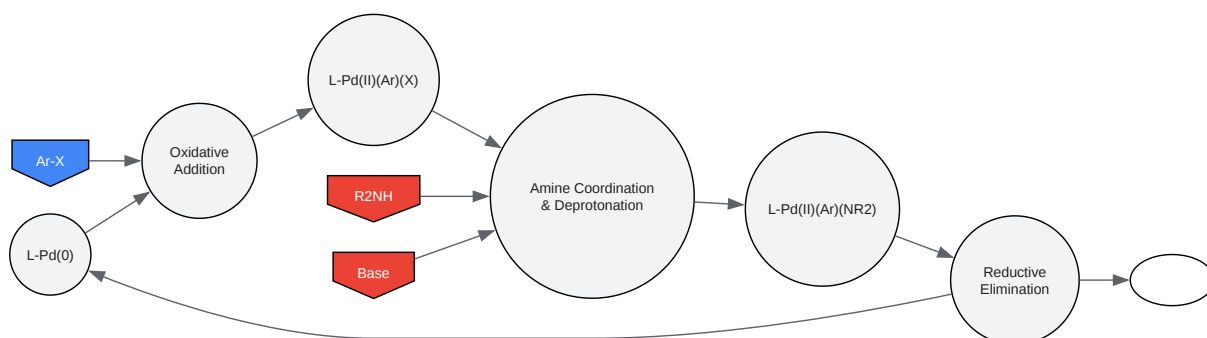 L-Pd(II)(Ar)(X)
Oxidative
Addition
Ar-X
R2NH
Amine Coordination
& Deprotonation
L-Pd(II)(Ar)(NR2)
L-Pd(0)
Base
Reductive
Elimination